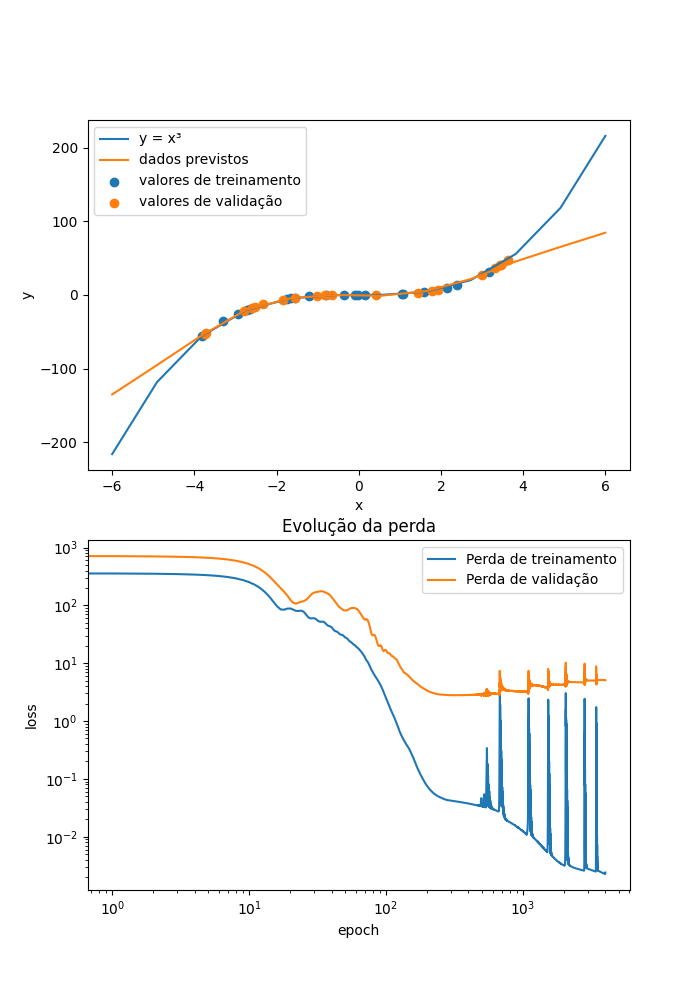 y = x³
dados previstos
valores de treinamento
valores de validação
200
100
0
−100
−200
y
−6
−4
−2
0
2
4
6
x
Evolução da perda
Perda de treinamento
Perda de validação
10³
10²
10¹
10⁰
10⁻¹
10⁻²
loss
10⁰
10¹
10²
10³
epoch